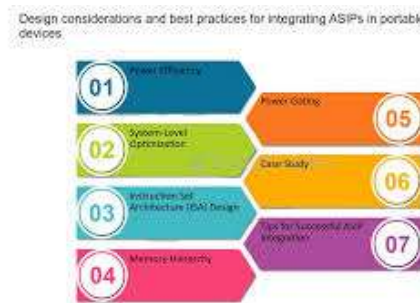 Design considerations and best practices for integrating ASIPs in portable
devices
01
Power Efficiency
02
System-Level
Optimization
03
Instruction Set
Architecture (ISA) Design
04
Memory Hierarchy
Power Gating
05
Case Study
06
Tips for Successful ASIP
Integration
07